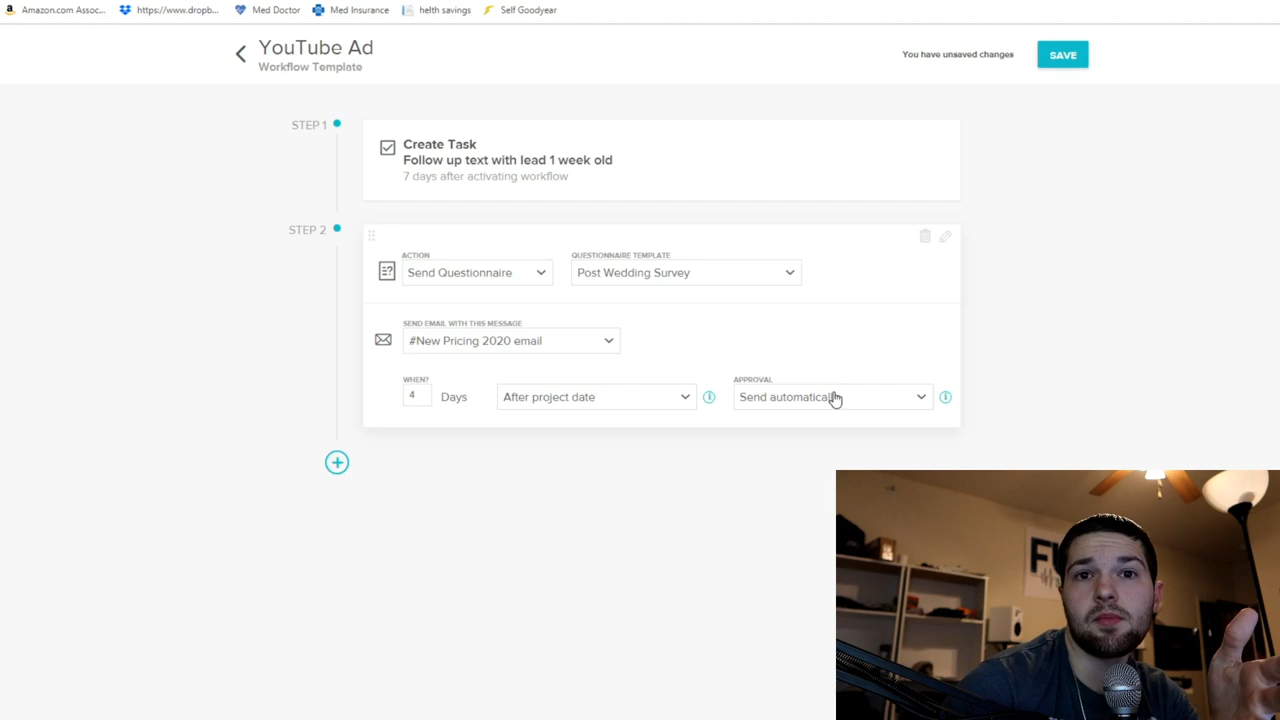 Amazon.com Assoc...
https://www.dropb...
Med Doctor
Med Insurance
helth savings
Self Goodyear
YouTube Ad
Workflow Template
You have unsaved changes
SAVE
STEP 1
Create Task
Follow up text with lead 1 week old
7 days after activating workflow
STEP 2
ACTION
QUESTIONNAIRE TEMPLATE
Send Questionnaire
Post Wedding Survey
SEND EMAIL WITH THIS MESSAGE
#New Pricing 2020 email
WHEN?
APPROVAL
4
Days
After project date
Send automatically